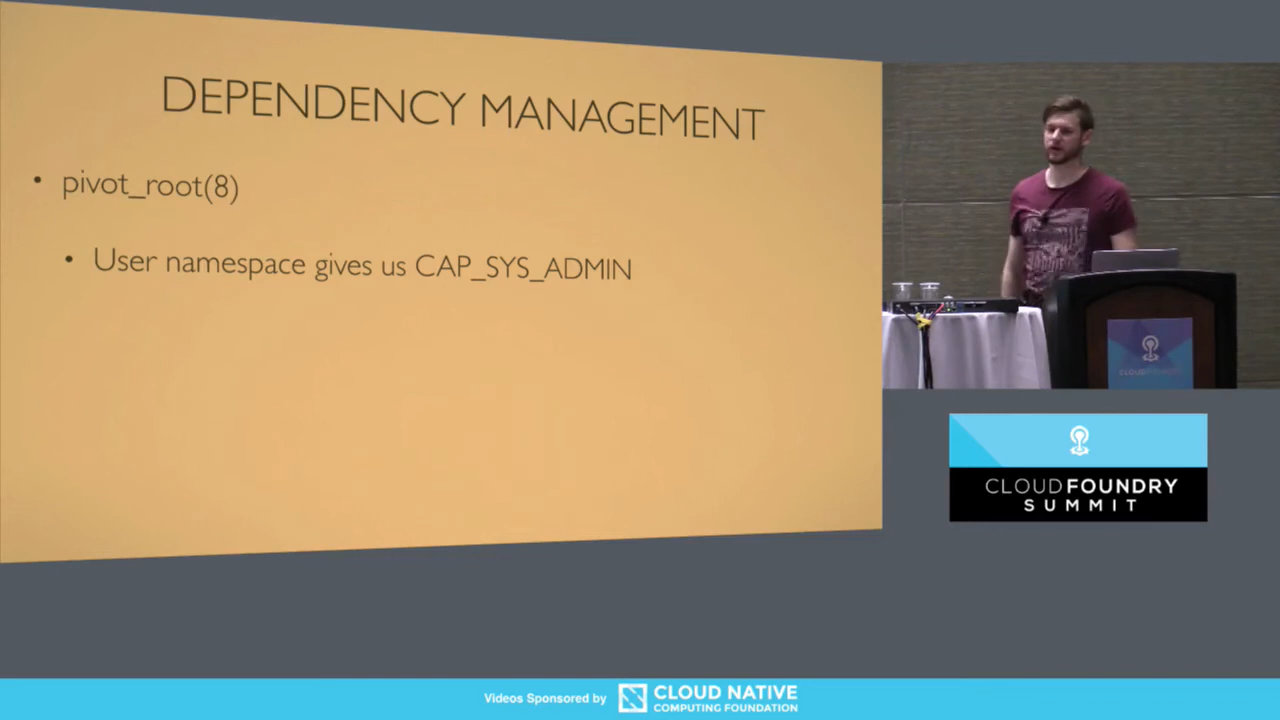 DEPENDENCY MANAGEMENT
• pivot_root(8)
• User namespace gives us CAP_SYS_ADMIN
CLOUD FOUNDRY
SUMMIT
Videos Sponsored by
CLOUD NATIVE
COMPUTING FOUNDATION